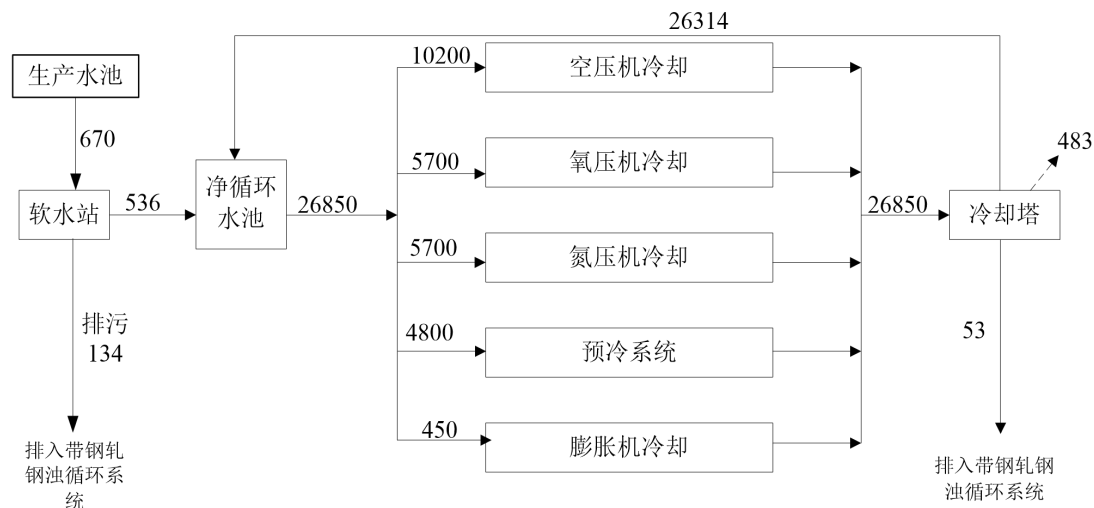 26314
10200
空压机冷却
生产水池
670
5700
氧压机冷却
483
软水站
536
净循环
水池
26850
26850
冷却塔
5700
氮压机冷却
排污
134
4800
预冷系统
53
450
膨胀机冷却
排入带钢轧
钢浊循环系
统
排入带钢轧钢
浊循环系统